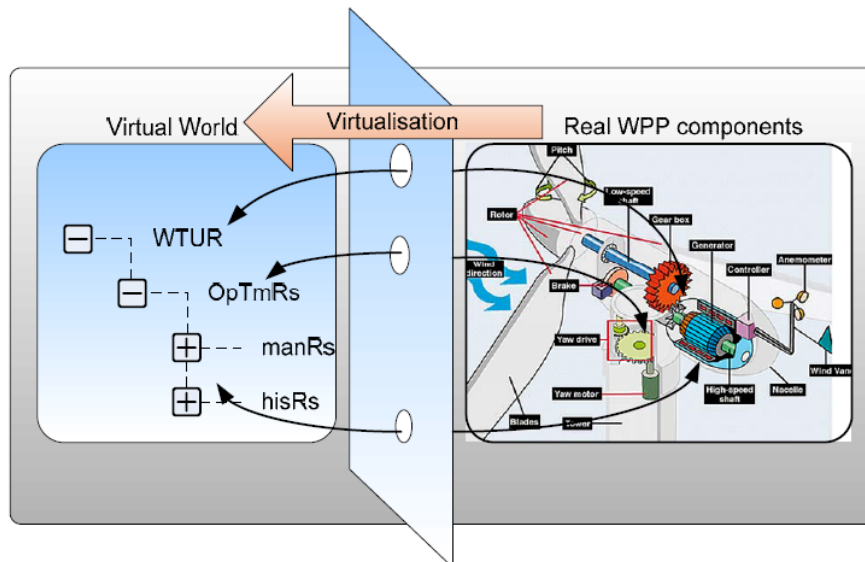 Virtual World
Virtualisation
Real WPP components
WTUR
OpTmRs
manRs
hisRs
Pitch
Low-speed
shaft
Rotor
Gear box
Generator
Anemometer
Controller
Wind
direction
Brake
Yaw drive
Yaw motor
Blades
Tower
High-speed
shaft
Nacelle
Wind Vane